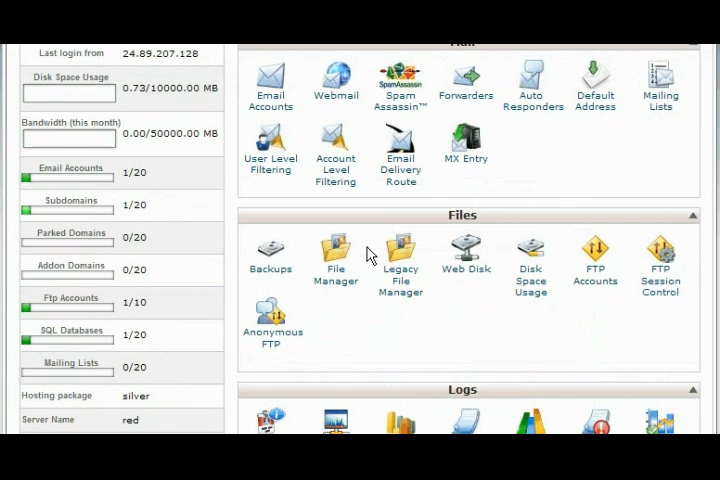 Last login from 24.89.207.128
Disk Space Usage
0.73/10000.00 MB
Bandwidth (this month)
0.00/50000.00 MB
Email Accounts
1/20
Subdomains
1/20
Parked Domains
0/20
Addon Domains
0/20
Ftp Accounts
1/10
SQL Databases
1/20
Mailing Lists
0/20
Hosting package silver
Server Name red
Mail
SpamAssassin
Email
Accounts
Webmail
Spam
Assassin™
Forwarders
Auto
Responders
Default
Address
Mailing
Lists
User Level
Filtering
Account
Level
Filtering
Email
Delivery
Route
MX Entry
Files
Backups
File
Manager
Legacy
File
Manager
Web Disk
Disk
Space
Usage
FTP
Accounts
FTP
Session
Control
Anonymous
FTP
Logs